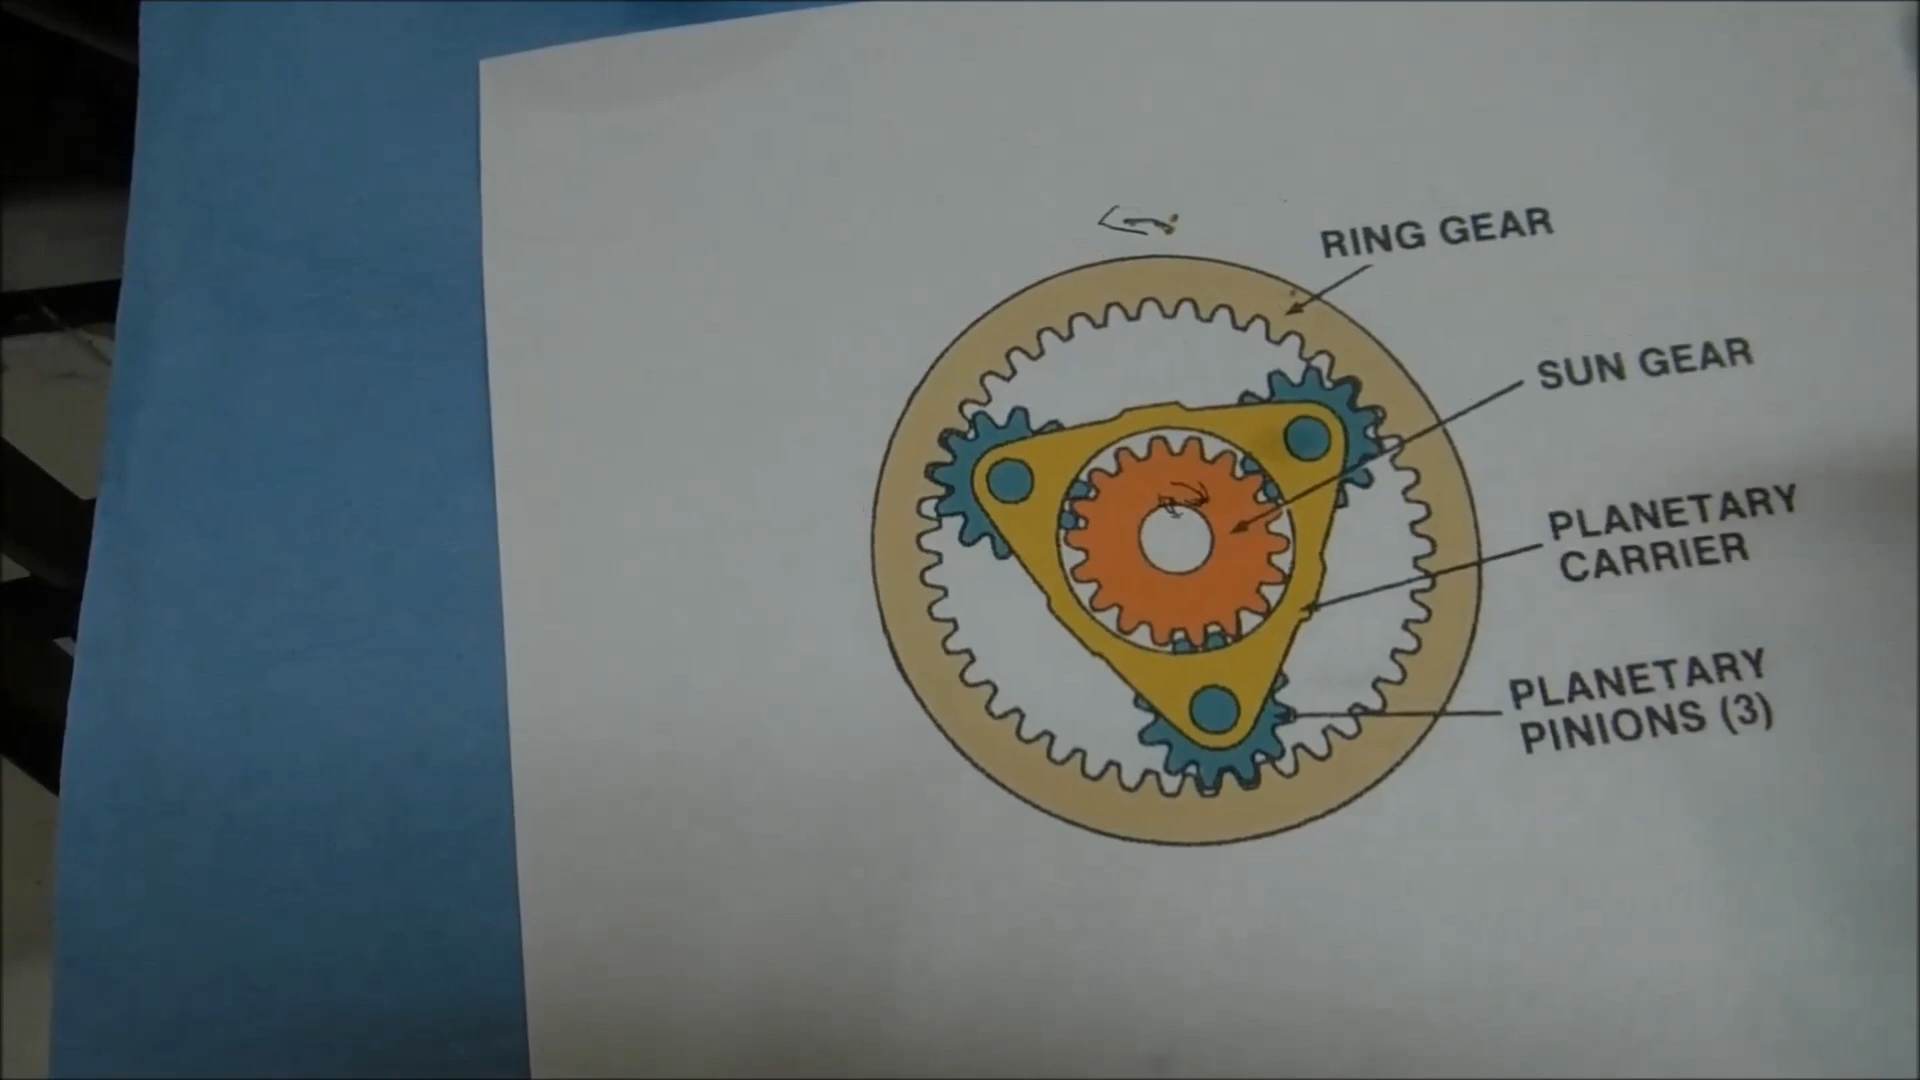 RING GEAR
SUN GEAR
PLANETARY
CARRIER
PLANETARY
PINIONS (3)